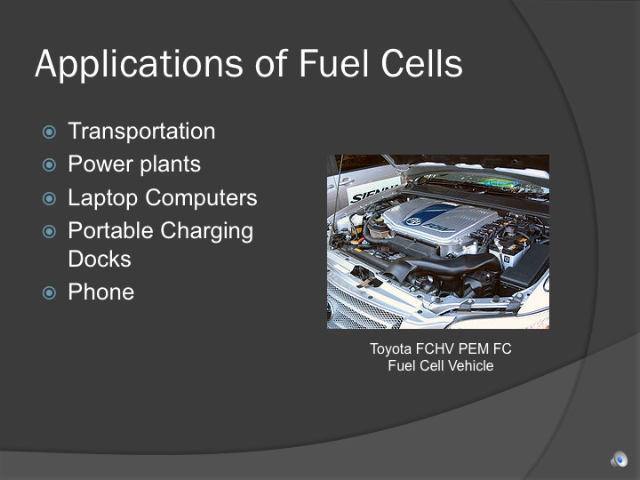 Applications of Fuel Cells
Transportation
Power plants
Laptop Computers
Portable Charging
Docks
Phone
SIENNA
Toyota FCHV PEM FC
Fuel Cell Vehicle